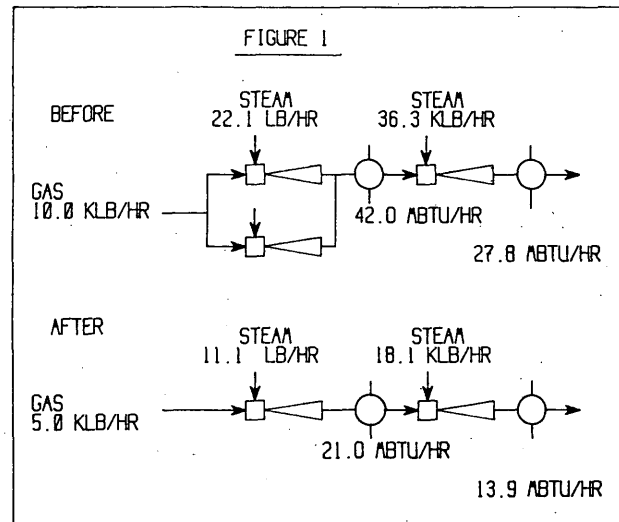 FIGURE 1
BEFORE
STEAM
22.1 LB/HR
STEAM
36.3 KLB/HR
GAS
10.0 KLB/HR
42.0 MBTU/HR
27.8 MBTU/HR
AFTER
STEAM
11.1 LB/HR
STEAM
18.1 KLB/HR
GAS
5.0 KLB/HR
21.0 MBTU/HR
13.9 MBTU/HR